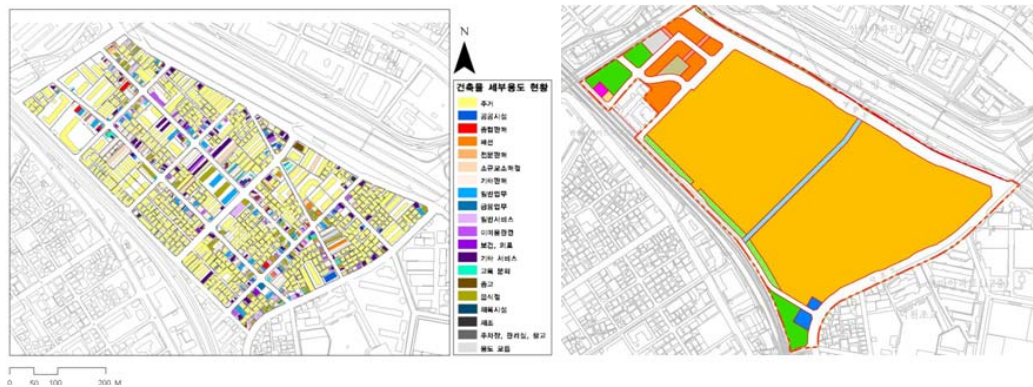 N
건축물 세부용도 현황
주거
공공시설
종합판매
패션
전문판매
소규모소매점
기타판매
일반업무
금융업무
일반서비스
이미용관련
보건, 의료
기타 서비스
교육 문화
종교
음식점
체육시설
제조
주차장, 관리실, 창고
용도 모름
0 50 100 200 M